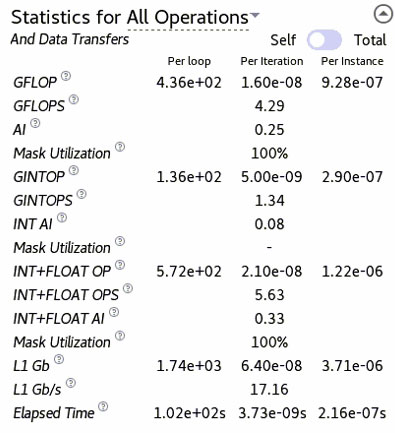 Statistics for All Operations
And Data Transfers Self Total
Per loop Per Iteration Per Instance
GFLOP 4.36e+02 1.60e-08 9.28e-07
GFLOPS 4.29
AI 0.25
Mask Utilization 100%
GINTOP 1.36e+02 5.00e-09 2.90e-07
GINTOPS 1.34
INT AI 0.08
Mask Utilization -
INT+FLOAT OP 5.72e+02 2.10e-08 1.22e-06
INT+FLOAT OPS 5.63
INT+FLOAT AI 0.33
Mask Utilization 100%
L1 Gb 1.74e+03 6.40e-08 3.71e-06
L1 Gb/s 17.16
Elapsed Time 1.02e+02s 3.73e-09s 2.16e-07s